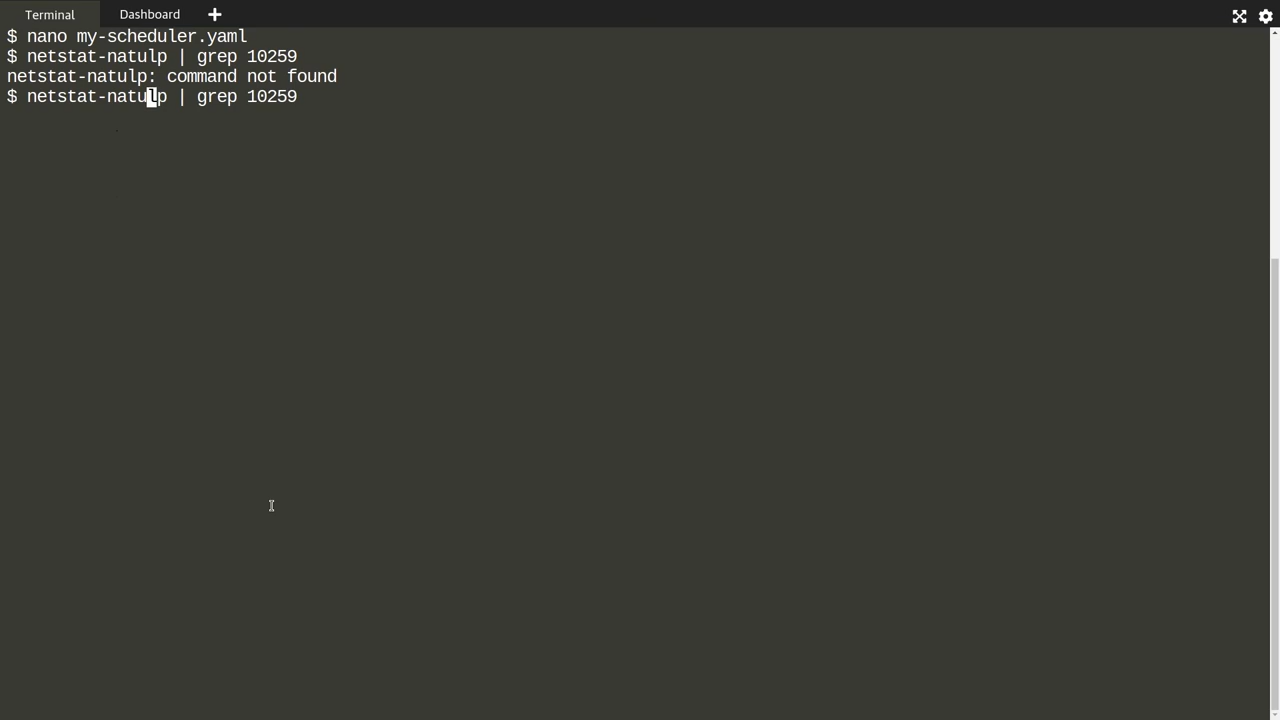 Terminal Dashboard +
$ nano my-scheduler.yaml
$ netstat-natulp | grep 10259
netstat-natulp: command not found
$ netstat-natulp | grep 10259